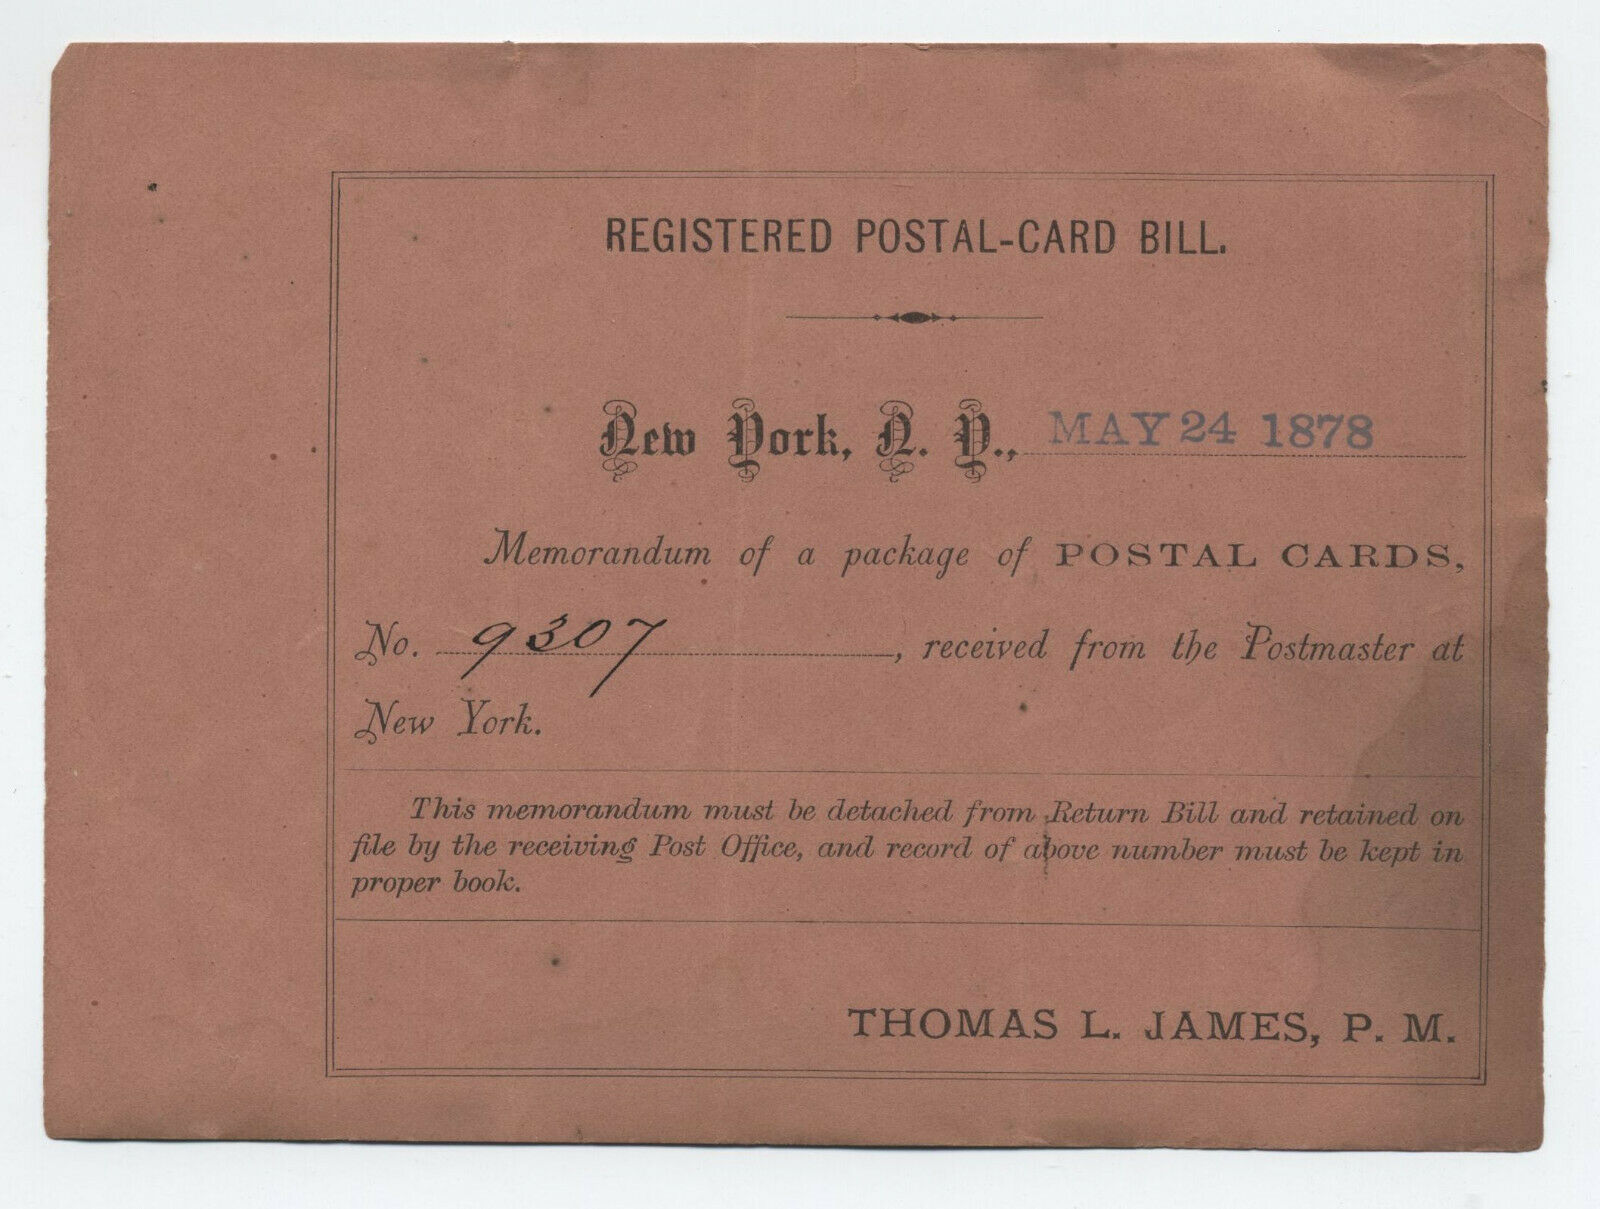 REGISTERED POSTAL-CARD BILL.
New York, N. Y., MAY 24 1878
Memorandum of a package of POSTAL CARDS,
No. 9307, received from the Postmaster at
New York.
This memorandum must be detached from Return Bill and retained on
file by the receiving Post Office, and record of above number must be kept in
proper book.
THOMAS L. JAMES, P. M.